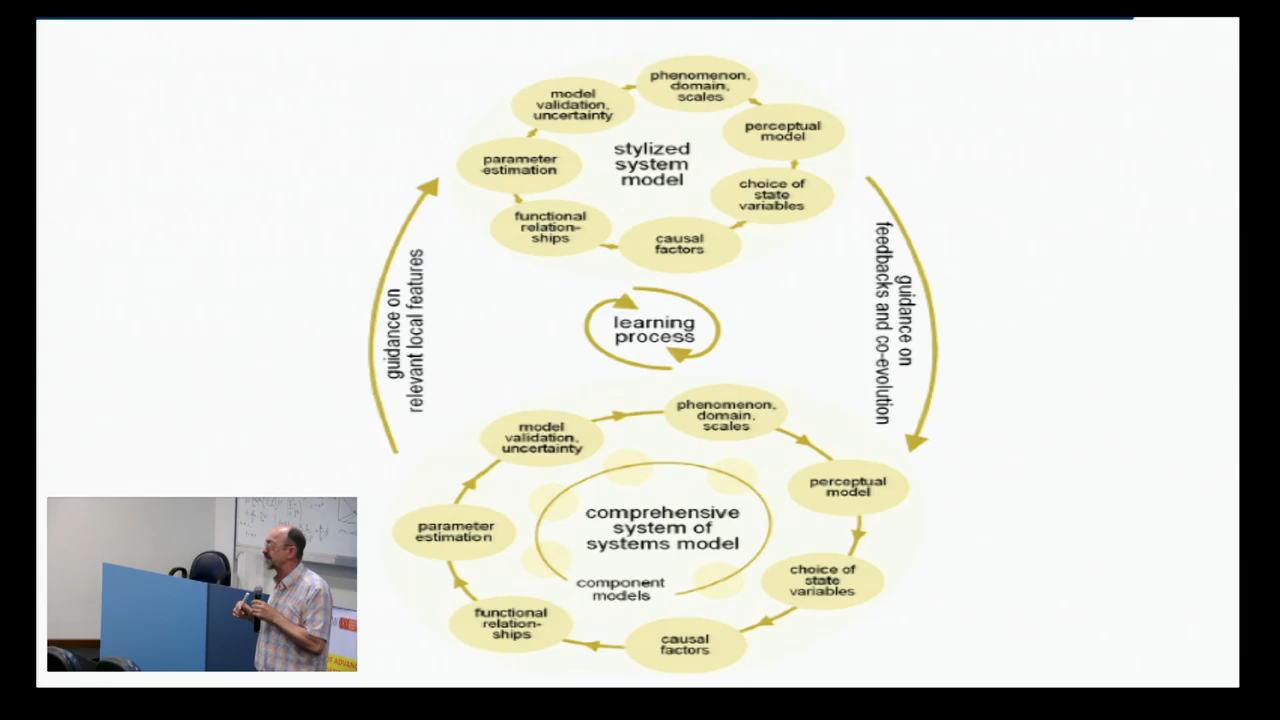 phenomenon,
domain,
scales
model
validation,
uncertainty
perceptual
model
stylized
system
model
parameter
estimation
choice of
state
variables
functional
relation-
ships
causal
factors
guidance on
relevant local features
guidance on
feedbacks and co-evolution
learning
process
phenomenon,
domain,
scales
model
validation,
uncertainty
perceptual
model
comprehensive
system of
systems model
parameter
estimation
component
models
choice of
state
variables
functional
relation-
ships
causal
factors